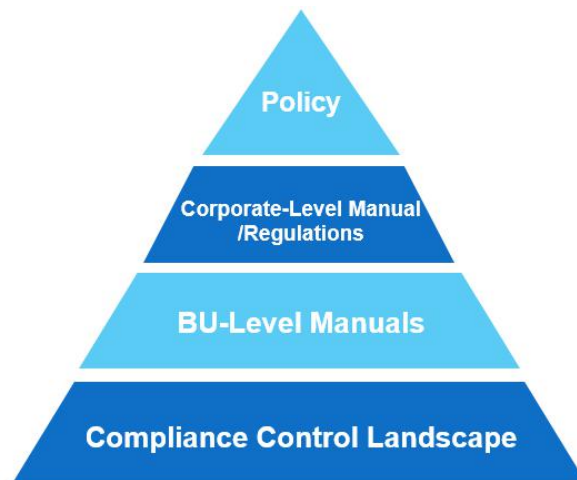 Policy
Corporate-Level Manual
/Regulations
BU-Level Manuals
Compliance Control Landscape